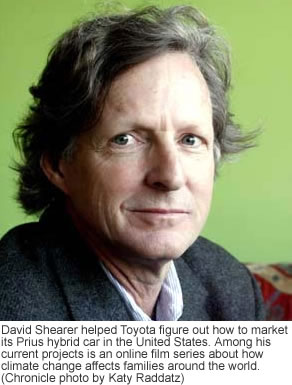 David Shearer helped Toyota figure out how to market
its Prius hybrid car in the United States. Among his
current projects is an online film series about how
climate change affects families around the world.
(Chronicle photo by Katy Raddatz)